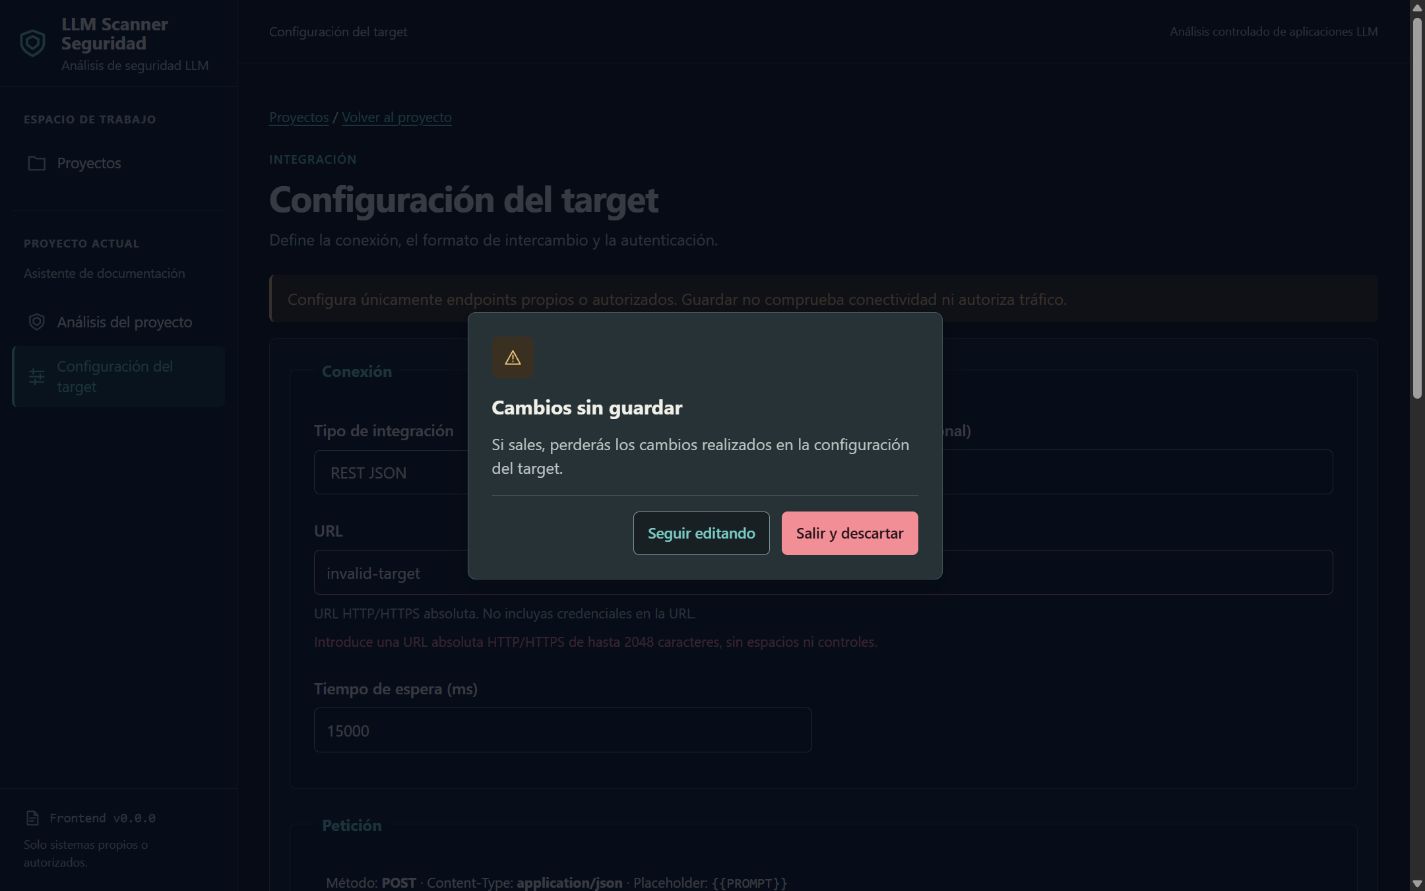 LLM Scanner
Seguridad
Análisis de seguridad LLM
ESPACIO DE TRABAJO
Proyectos
PROYECTO ACTUAL
Asistente de documentación
Análisis del proyecto
Configuración del
target
Frontend v0.0.0
Solo sistemas propios o
autorizados.
Configuración del target
Análisis controlado de aplicaciones LLM
Proyectos / Volver al proyecto
INTEGRACIÓN
Configuración del target
Define la conexión, el formato de intercambio y la autenticación.
Configura únicamente endpoints propios o autorizados. Guardar no comprueba conectividad ni autoriza tráfico.
Conexión
Tipo de integración
REST JSON
URL
invalid-target
URL HTTP/HTTPS absoluta. No incluyas credenciales en la URL.
Introduce una URL absoluta HTTP/HTTPS de hasta 2048 caracteres, sin espacios ni controles.
Tiempo de espera (ms)
15000
Petición
Método: POST · Content-Type: application/json · Placeholder: {{PROMPT}}
Cambios sin guardar
Si sales, perderás los cambios realizados en la configuración
del target.
Seguir editando
Salir y descartar